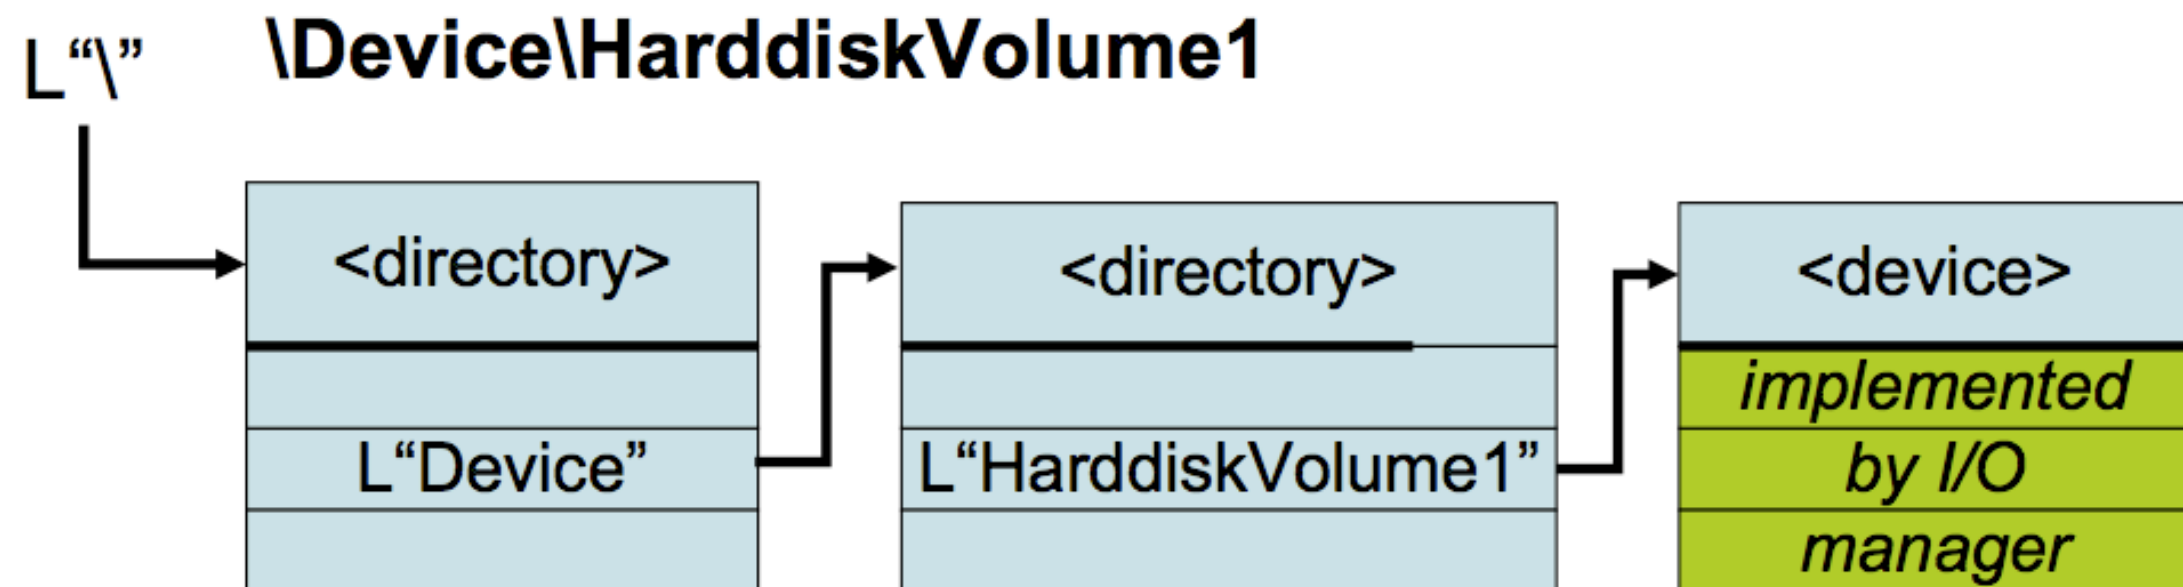 L“\”
\Device\HarddiskVolume1
<directory>
<directory>
<device>
L“Device”
L“HarddiskVolume1”
implemented
by I/O
manager